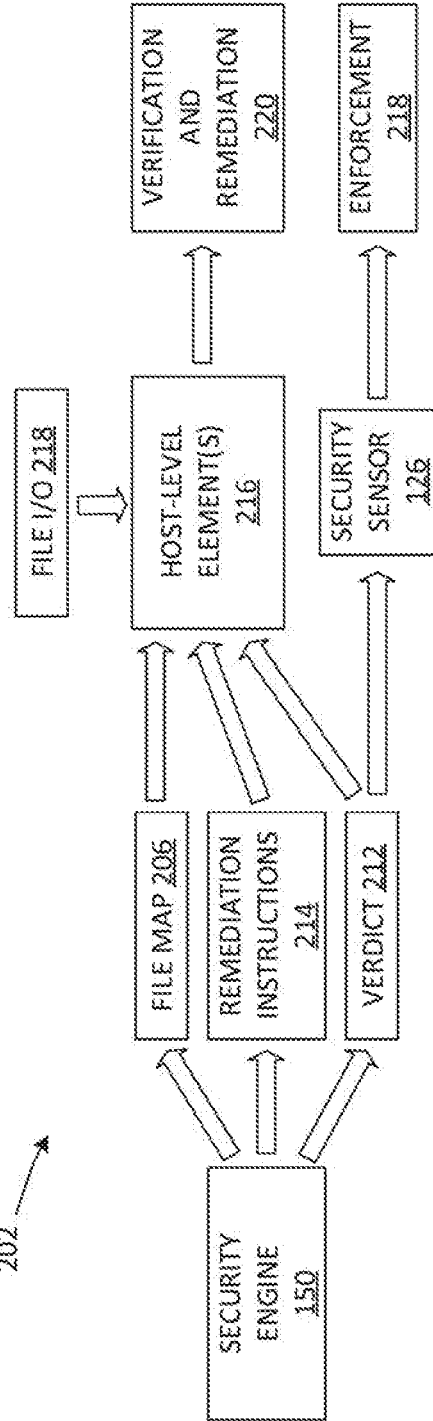 202
SECURITY
ENGINE
150
FILE MAP 206
REMEDIATION
INSTRUCTIONS
214
VERDICT 212
FILE I/O 218
HOST-LEVEL
ELEMENT(S)
216
SECURITY
SENSOR
126
VERIFICATION
AND
REMEDIATION
220
ENFORCEMENT
218